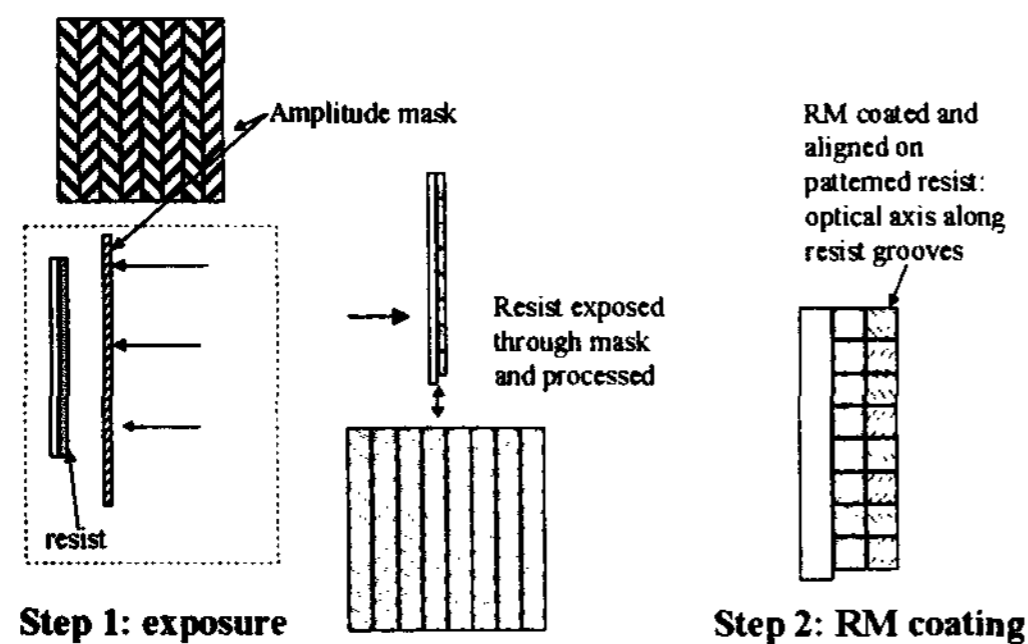 Amplitude mask
RM coated and
aligned on
patterned resist:
optical axis along
resist grooves
Resist exposed
through mask
and processed
resist
Step 1: exposure
Step 2: RM coating